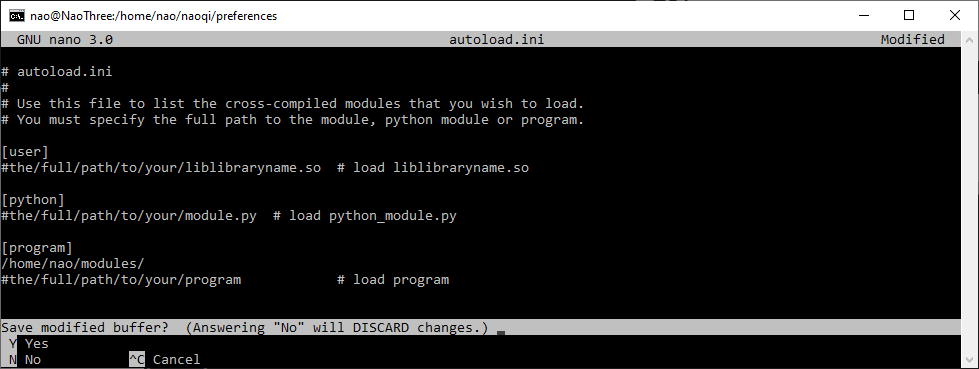 nao@NaoThree:/home/nao/naoqi/preferences
GNU nano 3.0 autoload.ini Modified
# autoload.ini
#
# Use this file to list the cross-compiled modules that you wish to load.
# You must specify the full path to the module, python module or program.
[user]
#the/full/path/to/your/liblibraryname.so # load liblibraryname.so
[python]
#the/full/path/to/your/module.py # load python_module.py
[program]
/home/nao/modules/
#the/full/path/to/your/program # load program
Save modified buffer? (Answering "No" will DISCARD changes.)
Y Yes
N No ^C Cancel